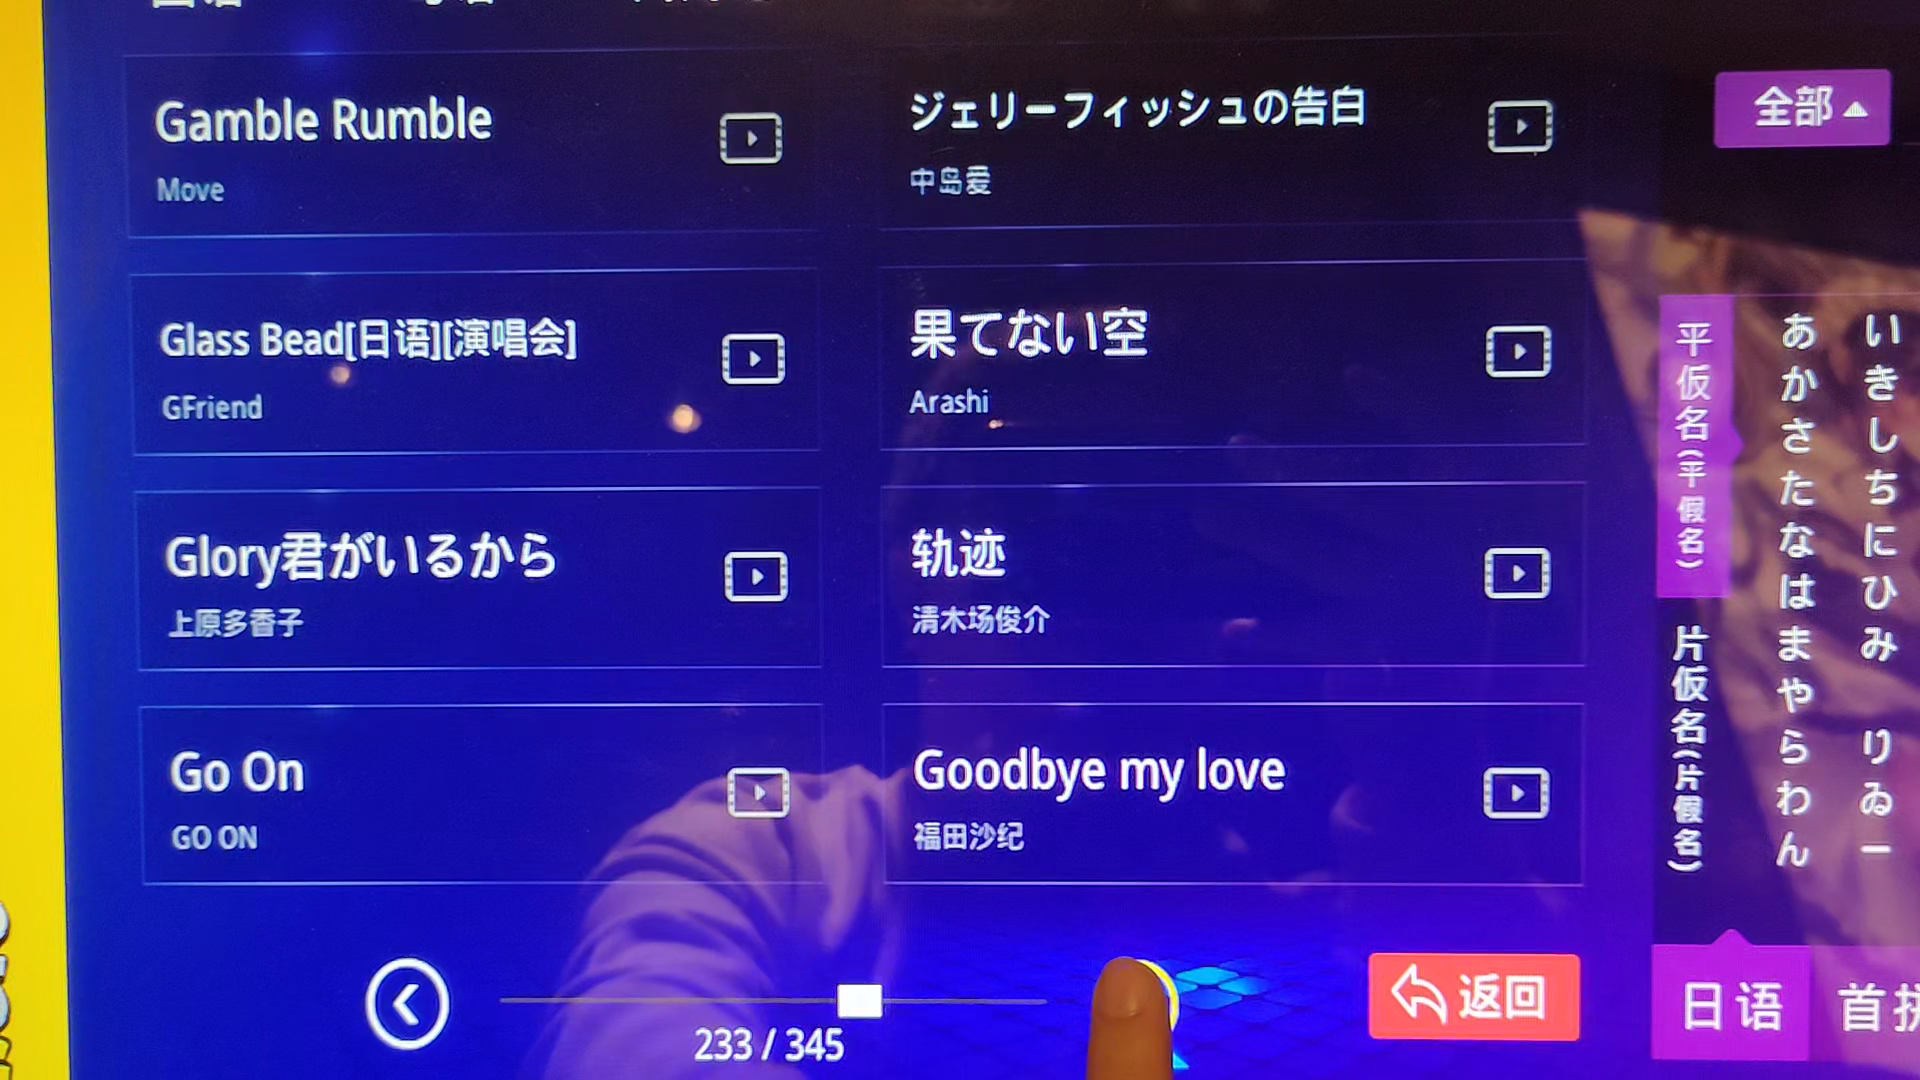 Gamble Rumble
Move
ジェリーフィッシュの告白
中岛爱
全部
Glass Bead[日语][演唱会]
GFriend
果てない空
Arashi
Glory君がいるから
上原多香子
轨迹
清木场俊介
Go On
GO ON
Goodbye my love
福田沙纪
平仮名(平假名)
片仮名(片假名)
あかさたなはまやらわん
いきしちにひみ りゐー
233 / 345
返回
日语
首拼